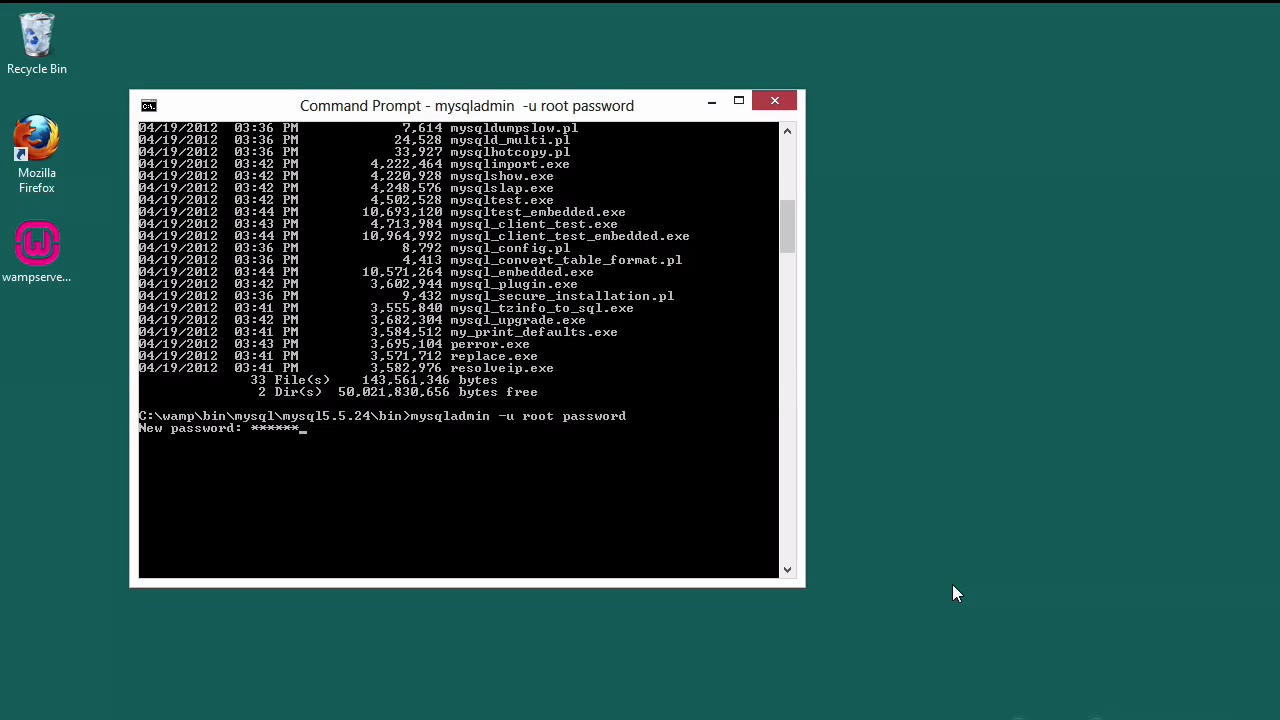 Recycle Bin
Mozilla
Firefox
wampserve...
Command Prompt - mysqladmin  -u root password
04/19/2012  03:36 PM             7,614 mysqldumpslow.pl
04/19/2012  03:36 PM            24,528 mysqld_multi.pl
04/19/2012  03:36 PM            33,927 mysqlhotcopy.pl
04/19/2012  03:42 PM         4,222,464 mysqlimport.exe
04/19/2012  03:42 PM         4,220,928 mysqlshow.exe
04/19/2012  03:42 PM         4,248,576 mysqlslap.exe
04/19/2012  03:42 PM         4,502,528 mysqltest.exe
04/19/2012  03:44 PM        10,693,120 mysqltest_embedded.exe
04/19/2012  03:43 PM         4,713,984 mysql_client_test.exe
04/19/2012  03:44 PM        10,964,992 mysql_client_test_embedded.exe
04/19/2012  03:36 PM             8,792 mysql_config.pl
04/19/2012  03:36 PM             4,413 mysql_convert_table_format.pl
04/19/2012  03:44 PM        10,571,264 mysql_embedded.exe
04/19/2012  03:42 PM         3,602,944 mysql_plugin.exe
04/19/2012  03:36 PM             9,432 mysql_secure_installation.pl
04/19/2012  03:41 PM         3,555,840 mysql_tzinfo_to_sql.exe
04/19/2012  03:42 PM         3,682,304 mysql_upgrade.exe
04/19/2012  03:41 PM         3,584,512 my_print_defaults.exe
04/19/2012  03:43 PM         3,695,104 perror.exe
04/19/2012  03:41 PM         3,571,712 replace.exe
04/19/2012  03:41 PM         3,582,976 resolveip.exe
33 File(s)    143,561,346 bytes
2 Dir(s)  50,021,830,656 bytes free
C:\wamp\bin\mysql\mysql5.5.24\bin>mysqladmin -u root password
New password: ******_